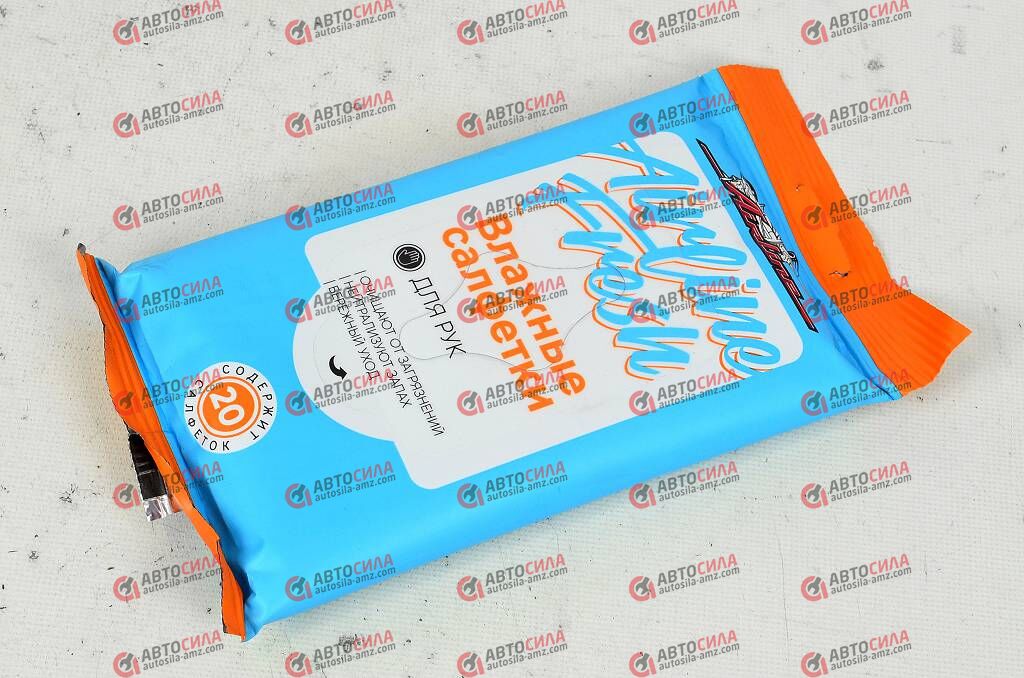 AIRLINE
Airline
Fresh
Влажные
салфетки
ДЛЯ РУК
| ОЧИЩАЮТ ОТ ЗАГРЯЗНЕНИЙ
| НЕЙТРАЛИЗУЮТ ЗАПАХ
| БЕРЕЖНЫЙ УХОД
СОДЕРЖИТ
20
САЛФЕТОК
АВТОСИЛА
autosila-amz.com